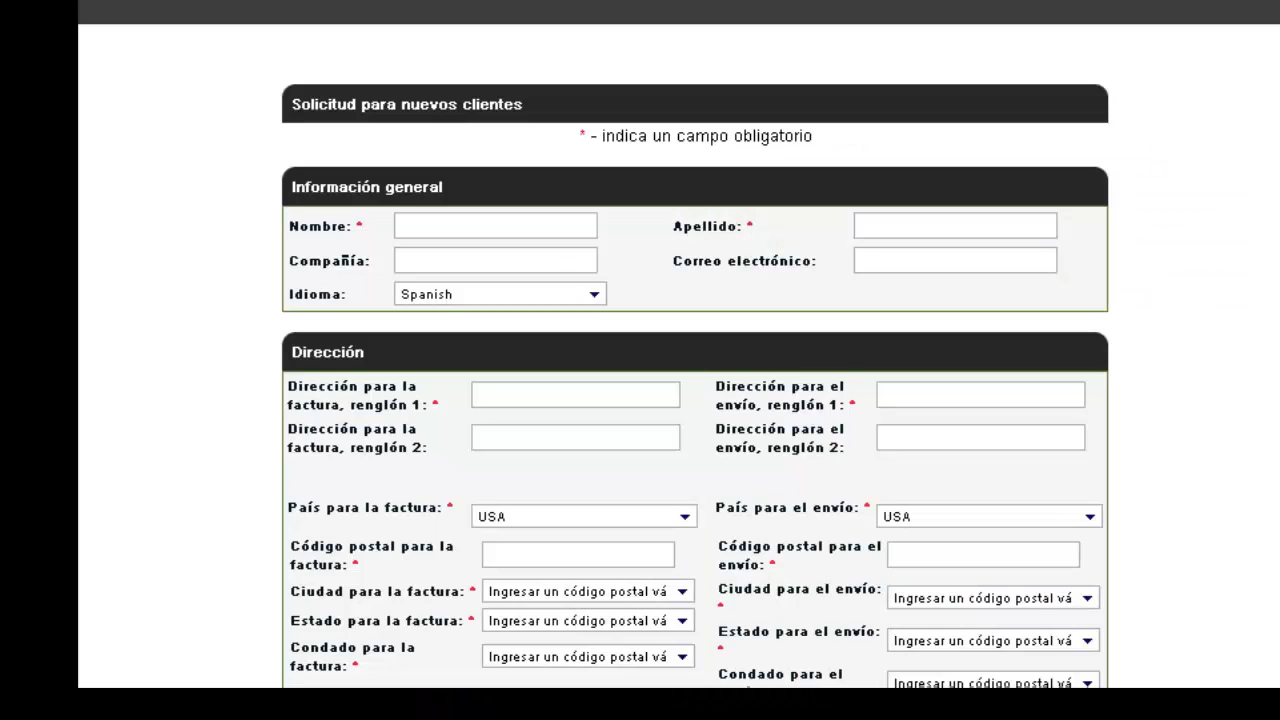 Solicitud para nuevos clientes
* - indica un campo obligatorio
Información general
Nombre: * Apellido: *
Compañía: Correo electrónico:
Idioma: Spanish
Dirección
Dirección para la factura, renglón 1: * Dirección para el envío, renglón 1: *
Dirección para la factura, renglón 2: Dirección para el envío, renglón 2:
País para la factura: * USA País para el envío: * USA
Código postal para la factura: * Código postal para el envío: *
Ciudad para la factura: * Ingresar un código postal vá Ciudad para el envío: * Ingresar un código postal vá
Estado para la factura: * Ingresar un código postal vá Estado para el envío: * Ingresar un código postal vá
Condado para la factura: * Ingresar un código postal vá Condado para el Ingresar un código postal vá